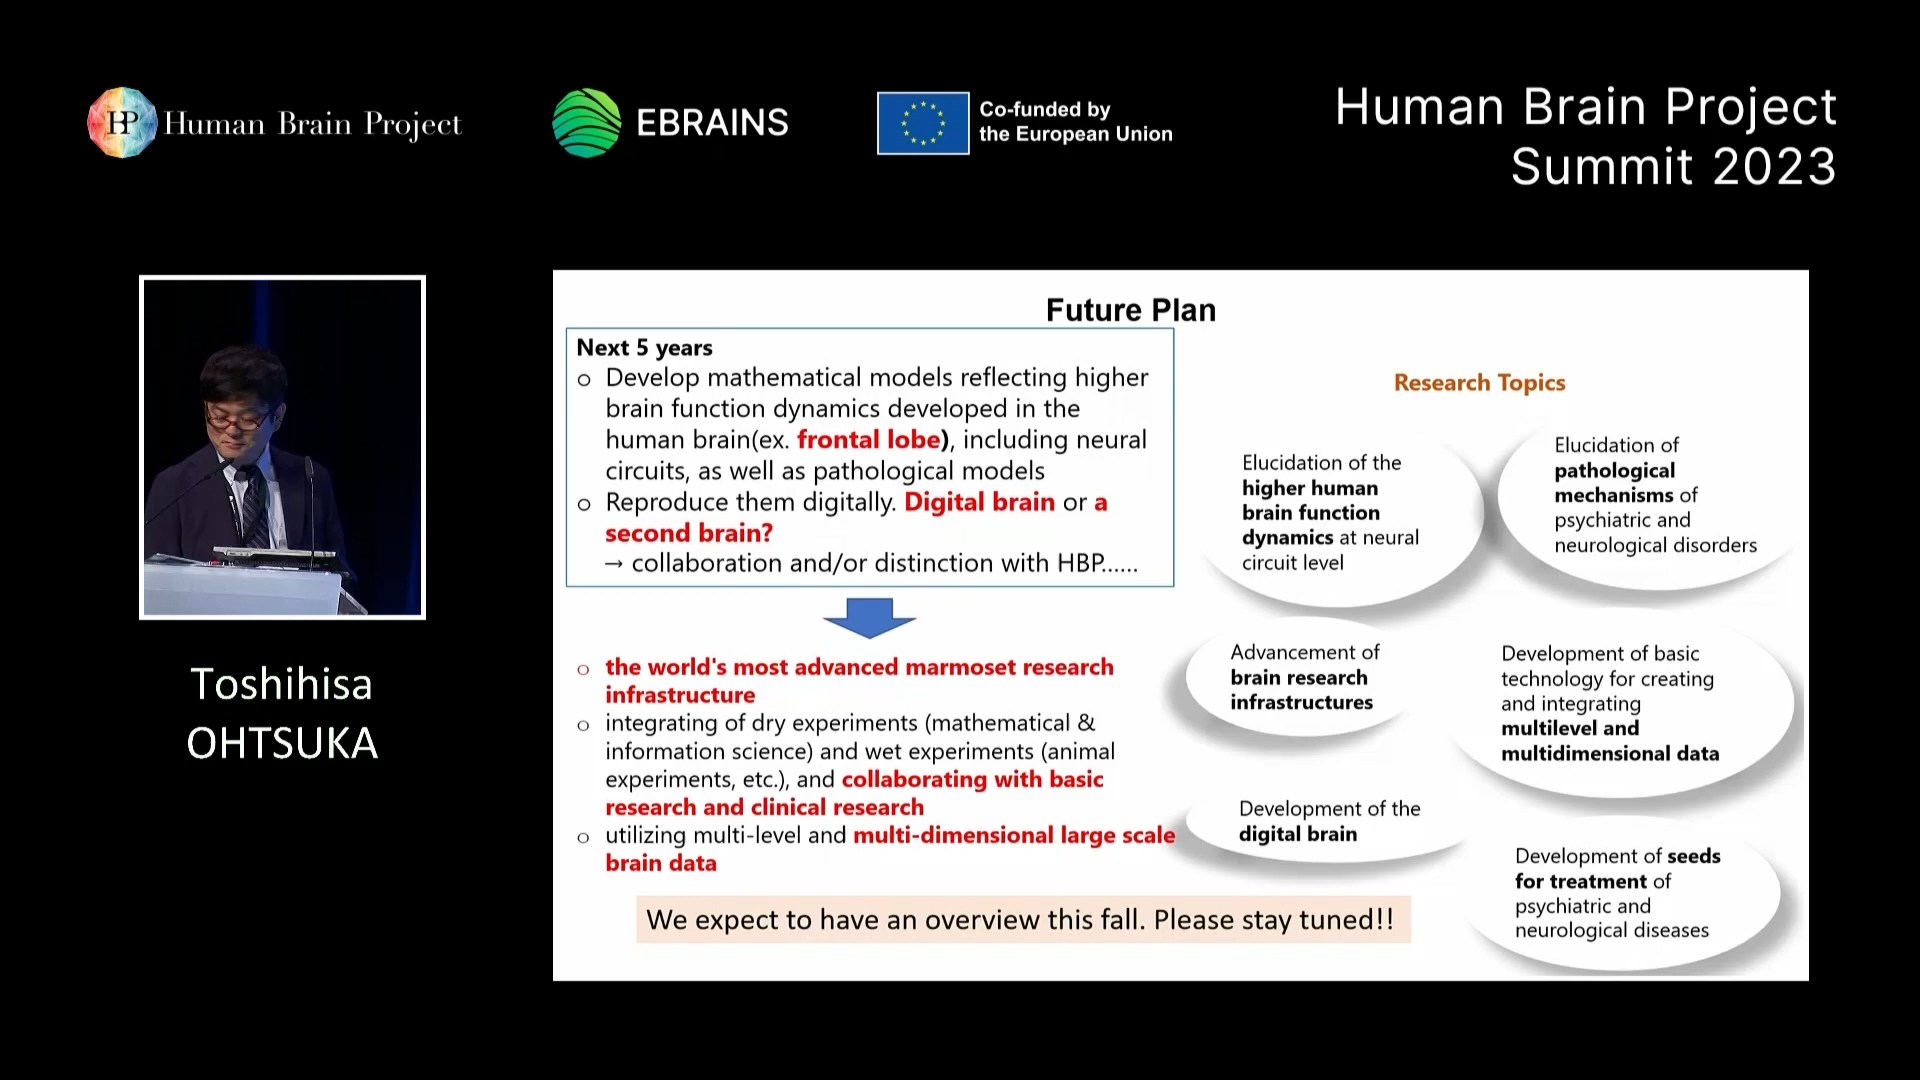 HP Human Brain Project
EBRAINS
Co-funded by
the European Union
Human Brain Project
Summit 2023
Toshihisa
OHTSUKA
Future Plan
Next 5 years
o Develop mathematical models reflecting higher
brain function dynamics developed in the
human brain(ex. frontal lobe), including neural
circuits, as well as pathological models
o Reproduce them digitally. Digital brain or a
second brain?
→ collaboration and/or distinction with HBP......
o the world's most advanced marmoset research
infrastructure
o integrating of dry experiments (mathematical &
information science) and wet experiments (animal
experiments, etc.), and collaborating with basic
research and clinical research
o utilizing multi-level and multi-dimensional large scale
brain data
We expect to have an overview this fall. Please stay tuned!!
Research Topics
Elucidation of the
higher human
brain function
dynamics at neural
circuit level
Elucidation of
pathological
mechanisms of
psychiatric and
neurological disorders
Advancement of
brain research
infrastructures
Development of basic
technology for creating
and integrating
multilevel and
multidimensional data
Development of the
digital brain
Development of seeds
for treatment of
psychiatric and
neurological diseases